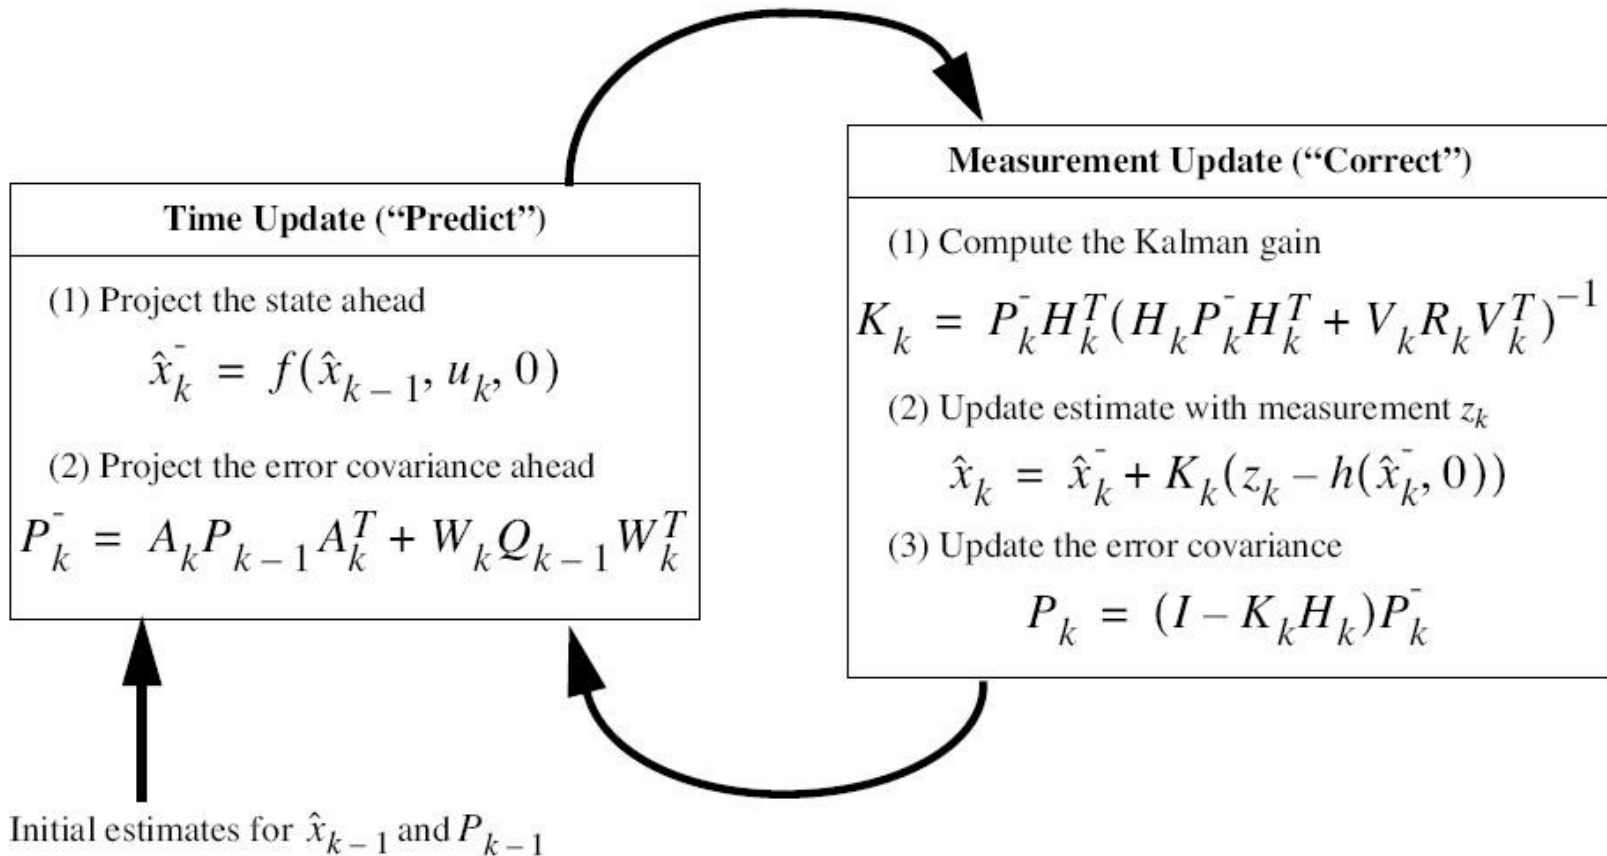 Time Update (“Predict”)
(1) Project the state ahead
x̂⁻_k = f(x̂_{k – 1}, u_k, 0)
(2) Project the error covariance ahead
P⁻_k = A_k P_{k – 1} A^T_k + W_k Q_{k – 1} W^T_k
Initial estimates for x̂_{k – 1} and P_{k – 1}
Measurement Update (“Correct”)
(1) Compute the Kalman gain
K_k = P⁻_k H^T_k (H_k P⁻_k H^T_k + V_k R_k V^T_k)^{–1}
(2) Update estimate with measurement z_k
x̂_k = x̂⁻_k + K_k(z_k – h(x̂⁻_k, 0))
(3) Update the error covariance
P_k = (I – K_k H_k)P⁻_k